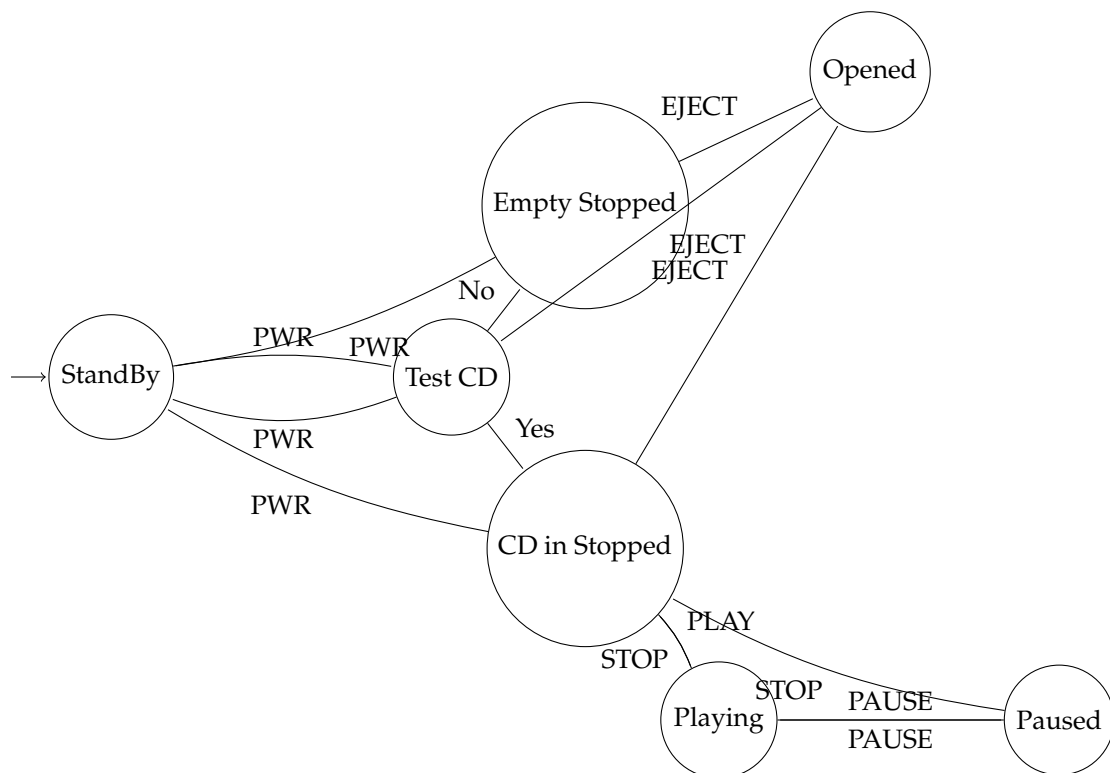 Opened
EJECT
Empty Stopped
EJECT
EJECT
No
PWR
PWR
StandBy
Test CD
Yes
PWR
PWR
CD in Stopped
PLAY
STOP
STOP
PAUSE
Playing
Paused
PAUSE